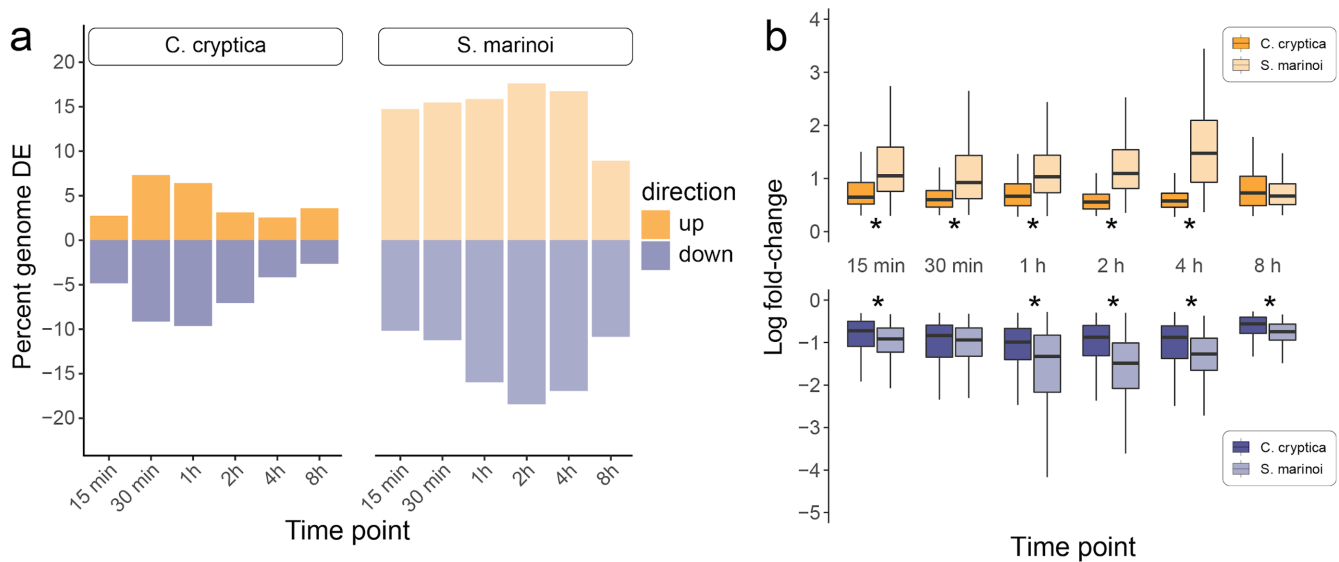 a
C. cryptica
S. marinoi
Percent genome DE
20
15
10
5
0
−5
−10
−15
−20
15 min
30 min
1h
2h
4h
8h
15 min
30 min
1h
2h
4h
8h
Time point
direction
up
down
b
Log fold-change
4
3
2
1
0
C. cryptica
S. marinoi
* * * * *
15 min 30 min 1 h 2 h 4 h 8 h
* * * * *
0
−1
−2
−3
−4
−5
C. cryptica
S. marinoi
Time point